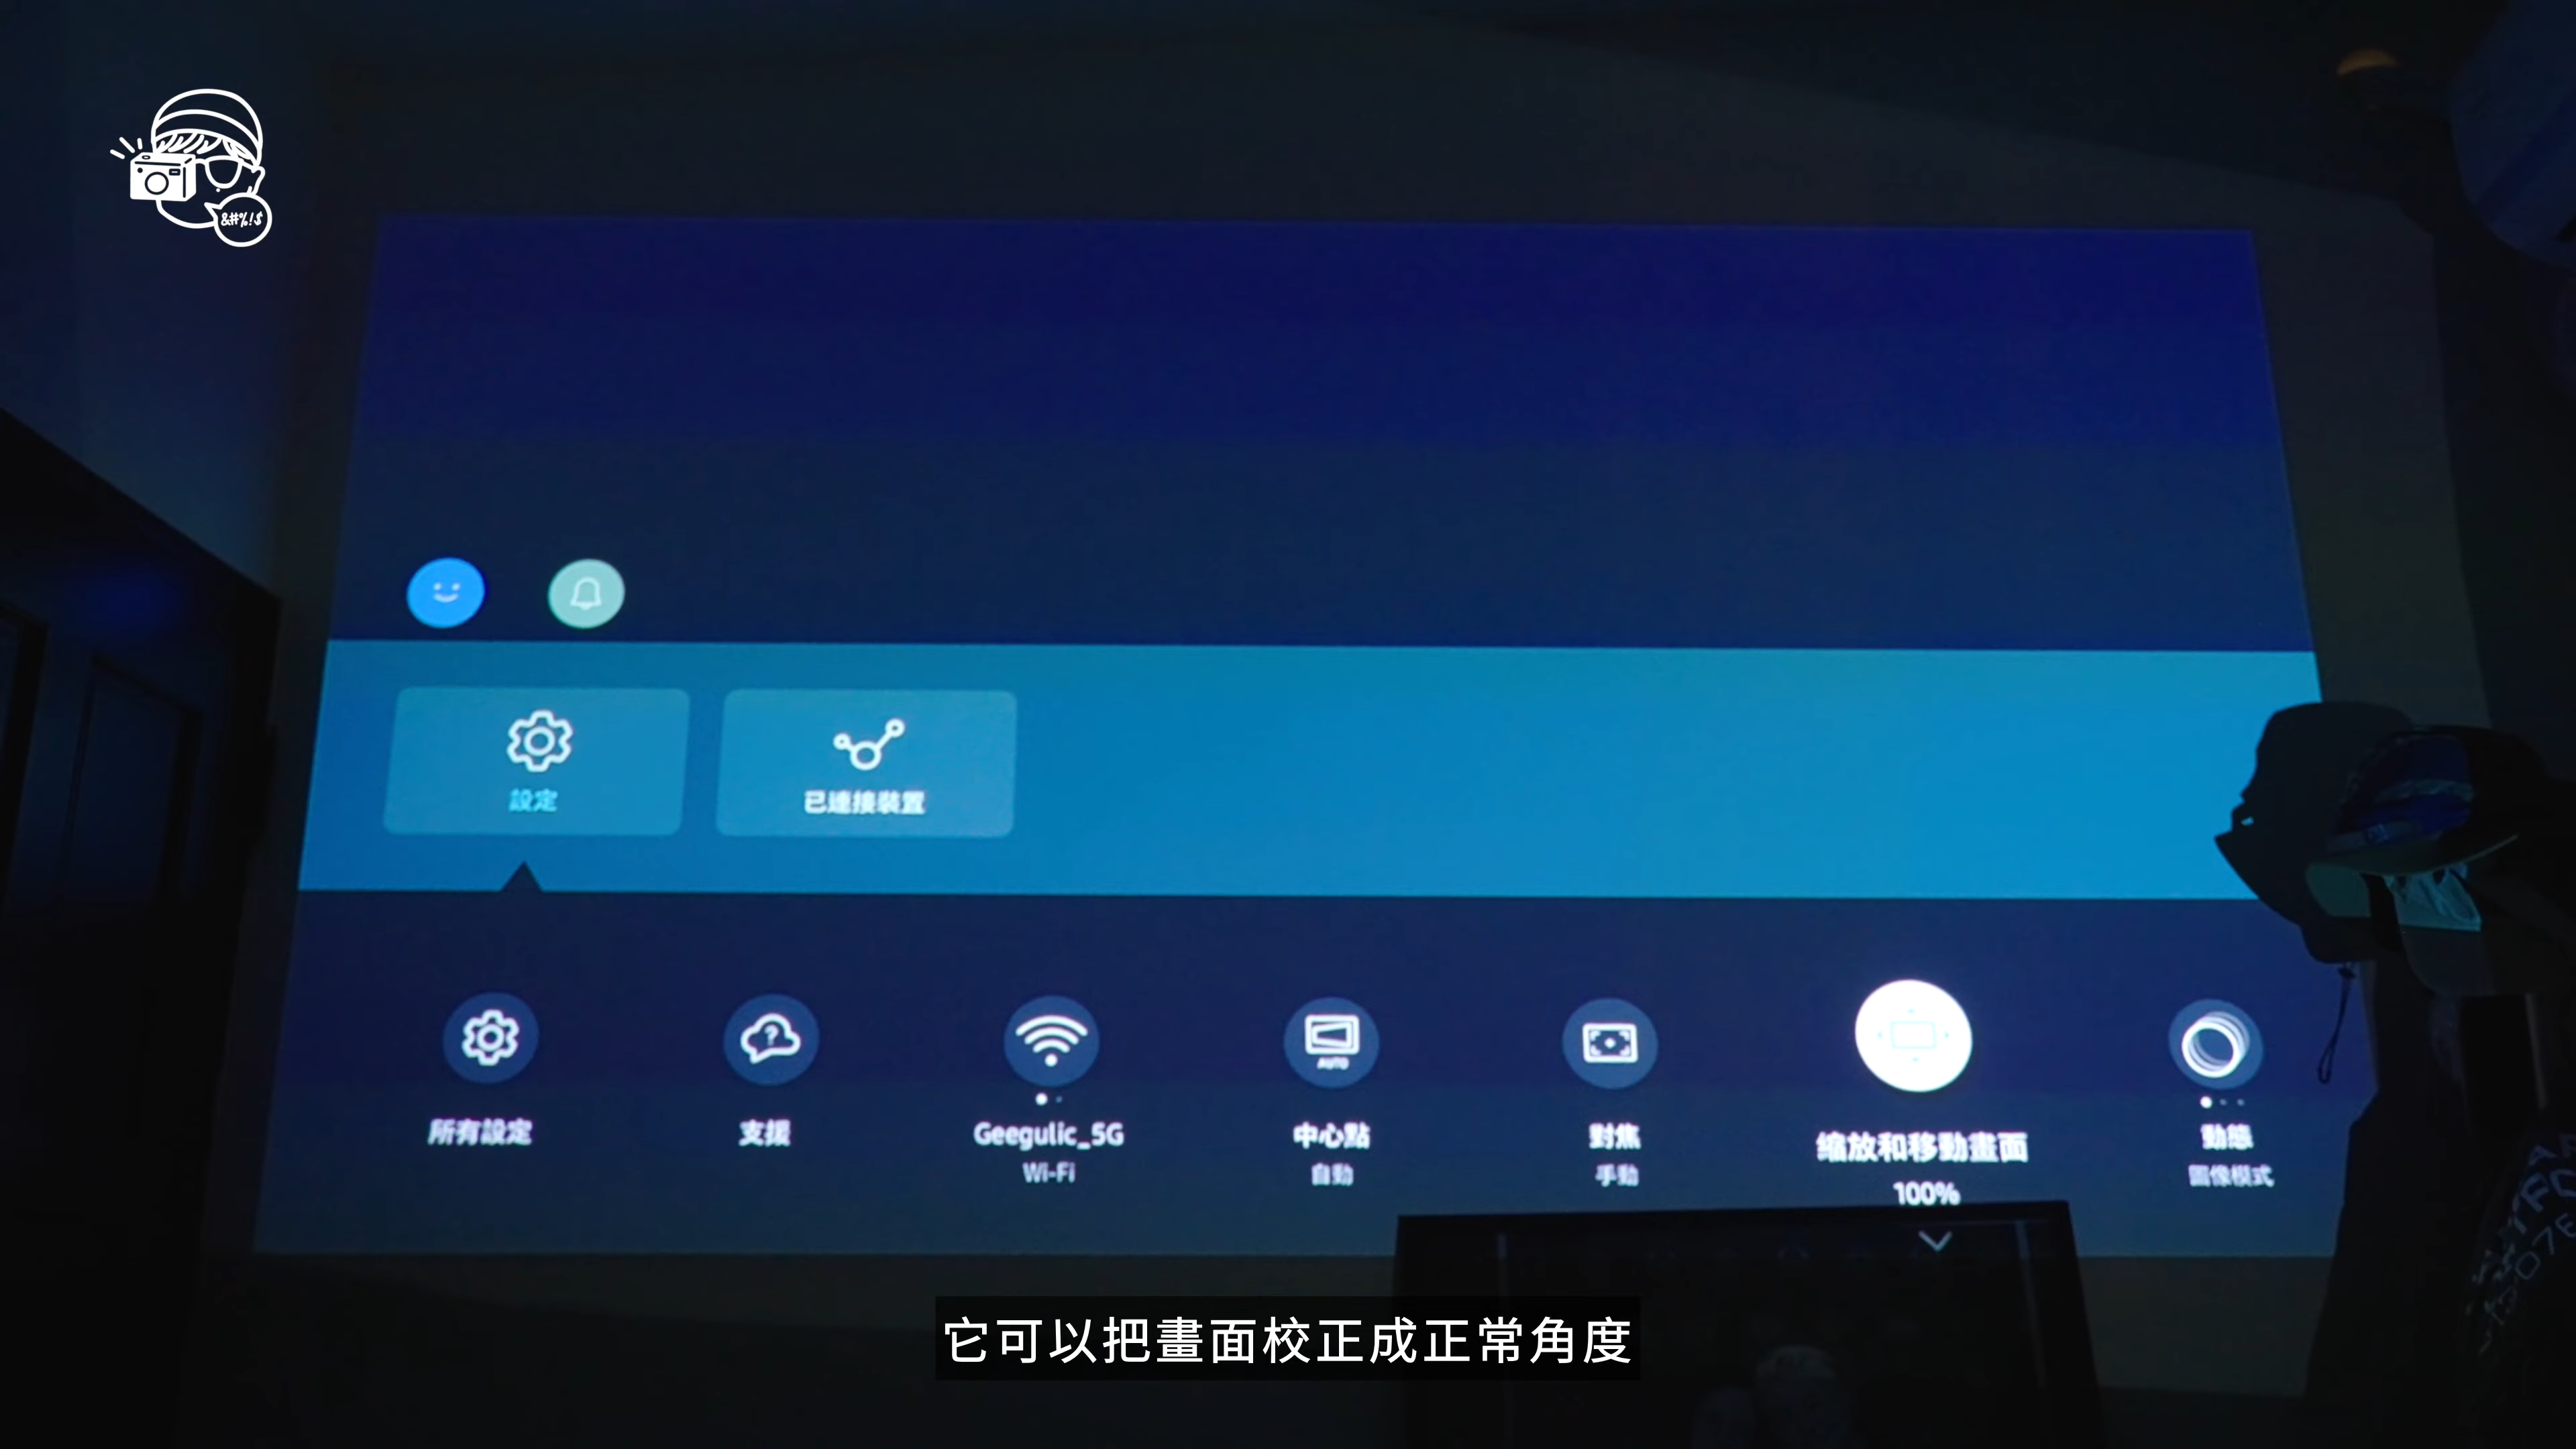 &#%!$
設定
已連接裝置
AUTO
所有設定
支援
Geegulic_5G
Wi-Fi
中心點
自動
對焦
手動
縮放和移動畫面
100%
動態
圖像模式
它可以把畫面校正成正常角度